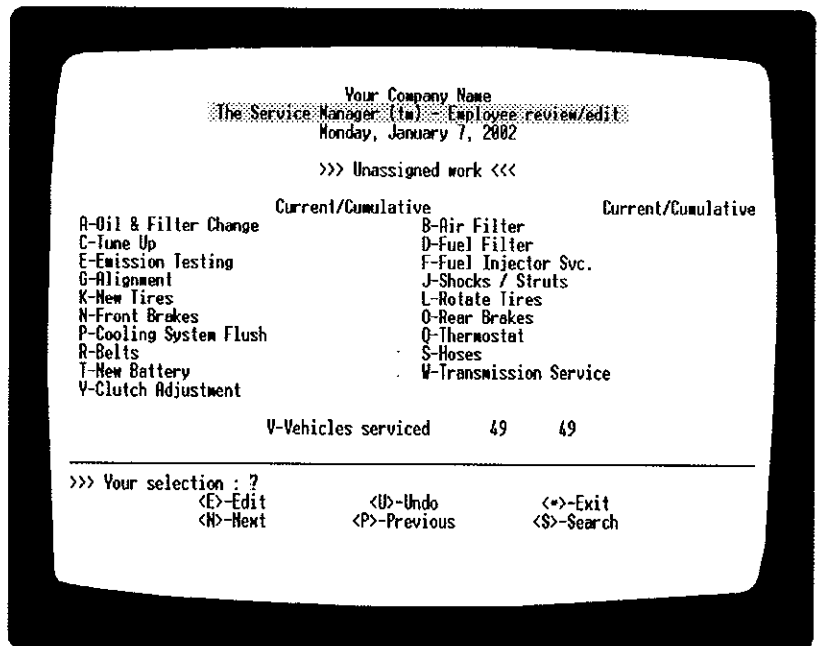 Your Company Name
The Service Manager (tm) - Employee review/edit
Monday, January 7, 2002
>>> Unassigned work <<<
Current/Cumulative Current/Cumulative
A-Oil & Filter Change B-Air Filter
C-Tune Up D-Fuel Filter
E-Emission Testing F-Fuel Injector Svc.
G-Alignment J-Shocks / Struts
K-New Tires L-Rotate Tires
N-Front Brakes O-Rear Brakes
P-Cooling System Flush Q-Thermostat
R-Belts S-Hoses
T-New Battery W-Transmission Service
Y-Clutch Adjustment
V-Vehicles serviced 49 49
>>> Your selection : ?
<E>-Edit <U>-Undo <*>-Exit
<N>-Next <P>-Previous <S>-Search